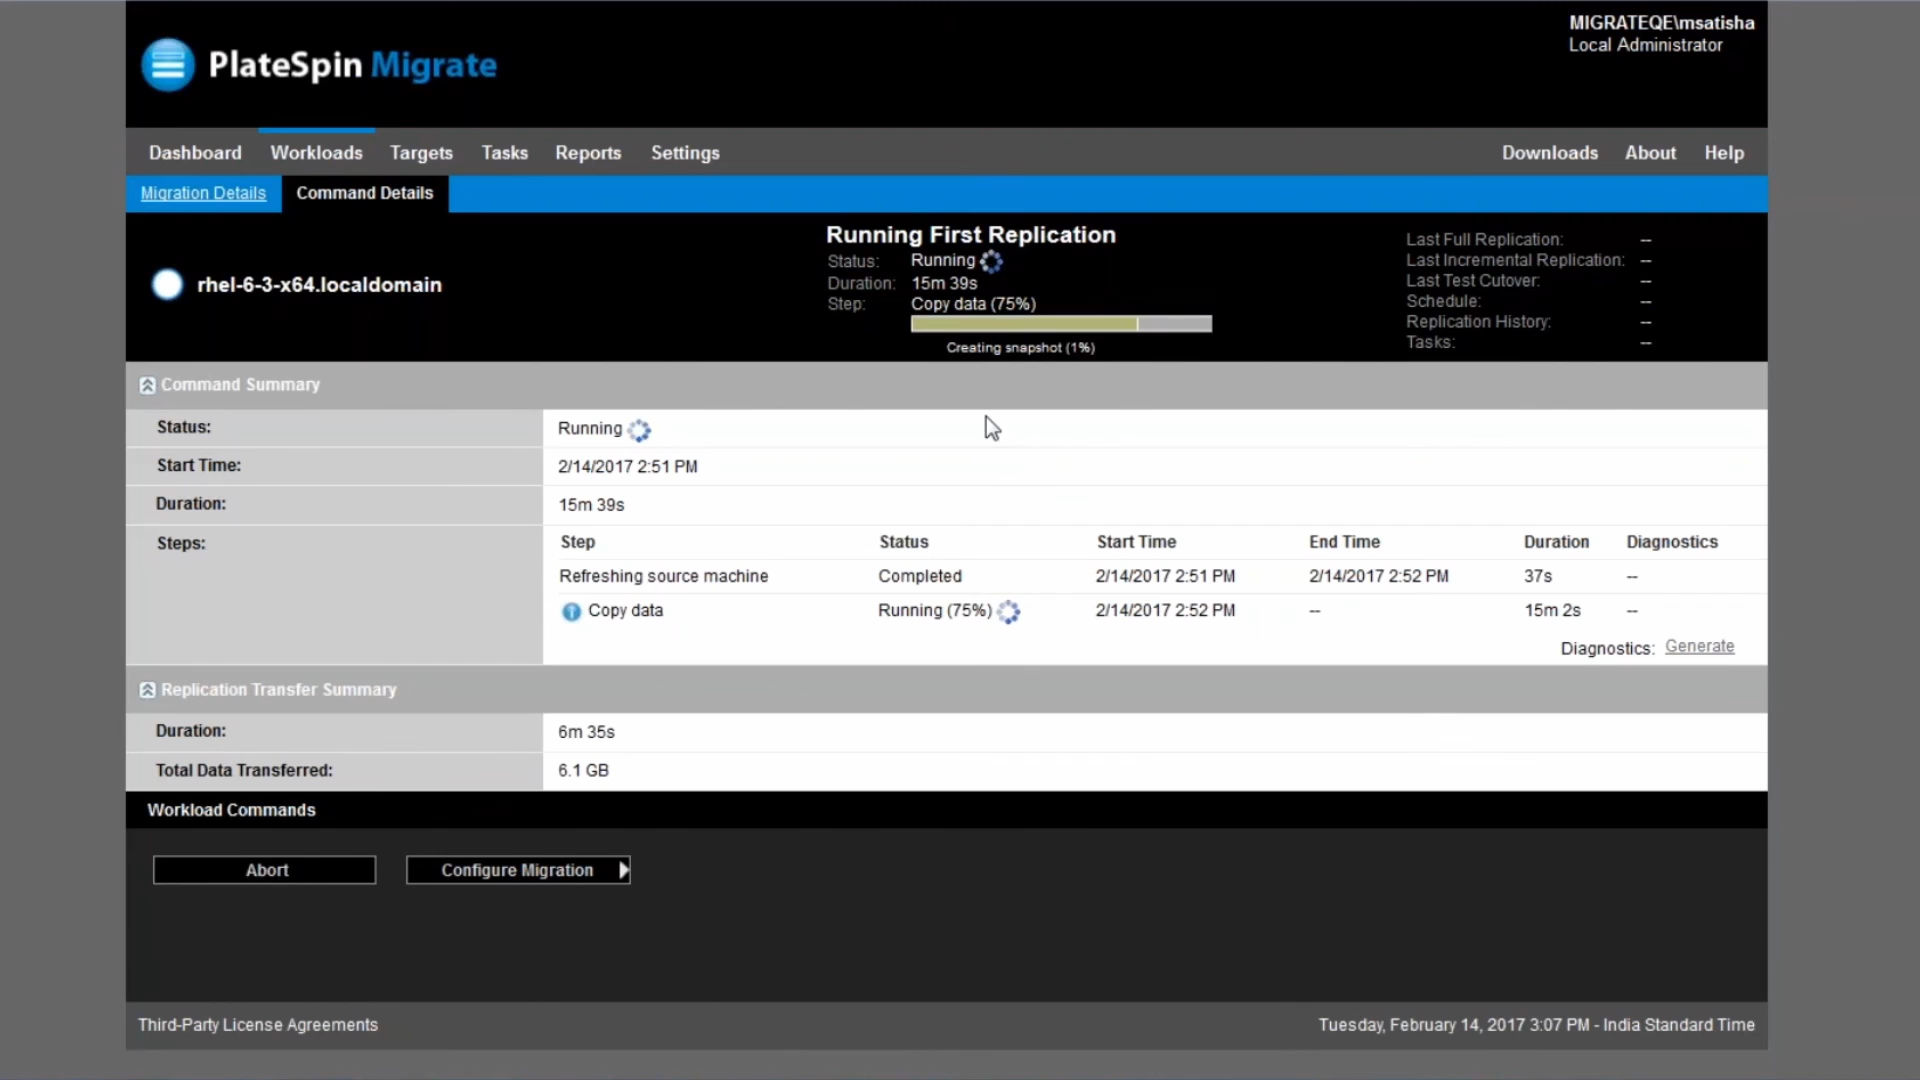 MIGRATEQE\msatisha
Local Administrator
PlateSpin Migrate
Dashboard Workloads Targets Tasks Reports Settings Downloads About Help
Migration Details Command Details
Running First Replication
rhel-6-3-x64.localdomain
Status: Running
Duration: 15m 39s
Step: Copy data (75%)
Creating snapshot (1%)
Last Full Replication: --
Last Incremental Replication: --
Last Test Cutover: --
Schedule: --
Replication History: --
Tasks: --
Command Summary
Status: Running
Start Time: 2/14/2017 2:51 PM
Duration: 15m 39s
Steps: Step Status Start Time End Time Duration Diagnostics
Refreshing source machine Completed 2/14/2017 2:51 PM 2/14/2017 2:52 PM 37s --
Copy data Running (75%) 2/14/2017 2:52 PM -- 15m 2s --
Diagnostics: Generate
Replication Transfer Summary
Duration: 6m 35s
Total Data Transferred: 6.1 GB
Workload Commands
Abort Configure Migration
Third-Party License Agreements Tuesday, February 14, 2017 3:07 PM - India Standard Time